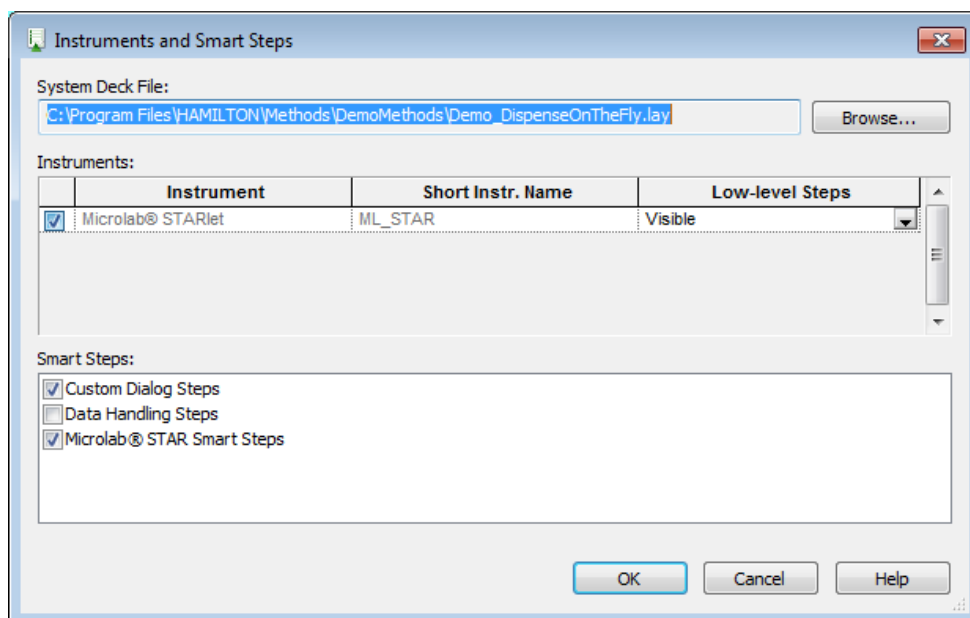 Instruments and Smart Steps
System Deck File:
C:\Program Files\HAMILTON\Methods\DemoMethods\Demo_DispenseOnTheFly.lay
Browse...
Instruments:
Instrument Short Instr. Name Low-level Steps
Microlab® STARlet ML_STAR Visible
Smart Steps:
Custom Dialog Steps
Data Handling Steps
Microlab® STAR Smart Steps
OK Cancel Help